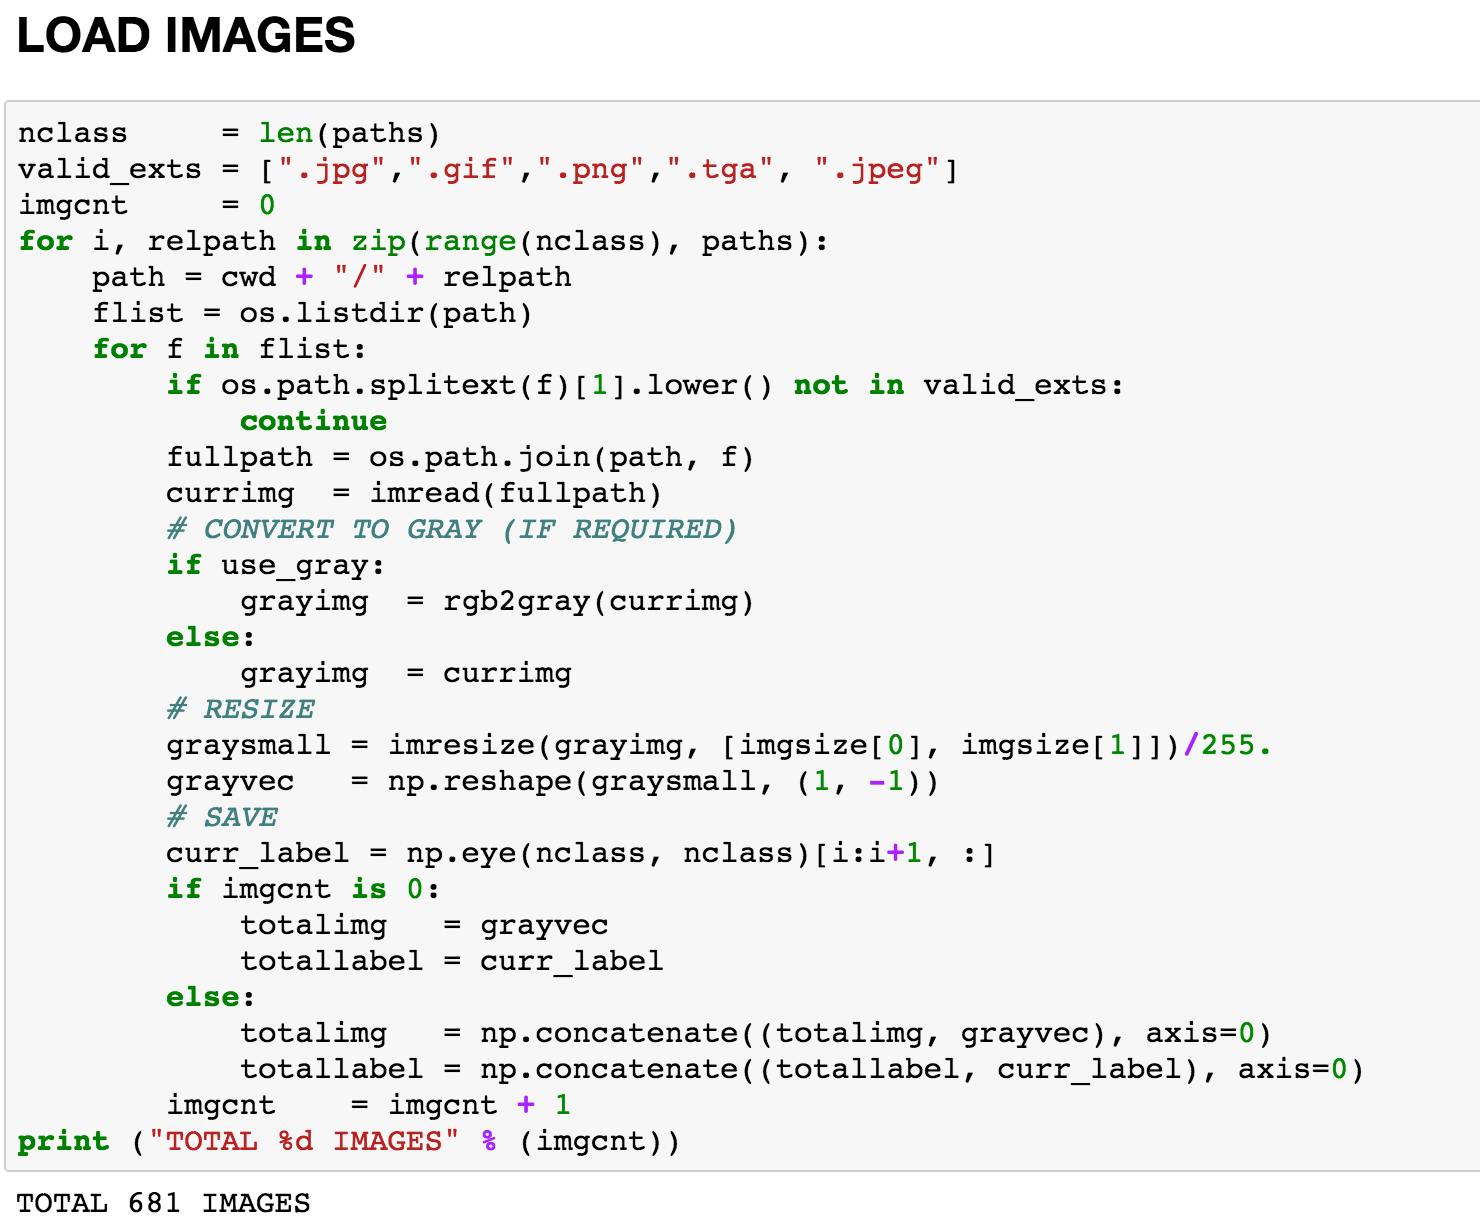 LOAD IMAGES
nclass     = len(paths)
valid_exts = [".jpg",".gif",".png",".tga", ".jpeg"]
imgcnt     = 0
for i, relpath in zip(range(nclass), paths):
    path = cwd + "/" + relpath
    flist = os.listdir(path)
    for f in flist:
        if os.path.splitext(f)[1].lower() not in valid_exts:
            continue
        fullpath = os.path.join(path, f)
        currimg  = imread(fullpath)
        # CONVERT TO GRAY (IF REQUIRED)
        if use_gray:
            grayimg  = rgb2gray(currimg)
        else:
            grayimg  = currimg
        # RESIZE
        graysmall = imresize(grayimg, [imgsize[0], imgsize[1]])/255.
        grayvec   = np.reshape(graysmall, (1, -1))
        # SAVE
        curr_label = np.eye(nclass, nclass)[i:i+1, :]
        if imgcnt is 0:
            totalimg   = grayvec
            totallabel = curr_label
        else:
            totalimg   = np.concatenate((totalimg, grayvec), axis=0)
            totallabel = np.concatenate((totallabel, curr_label), axis=0)
        imgcnt    = imgcnt + 1
print ("TOTAL %d IMAGES" % (imgcnt))
TOTAL 681 IMAGES